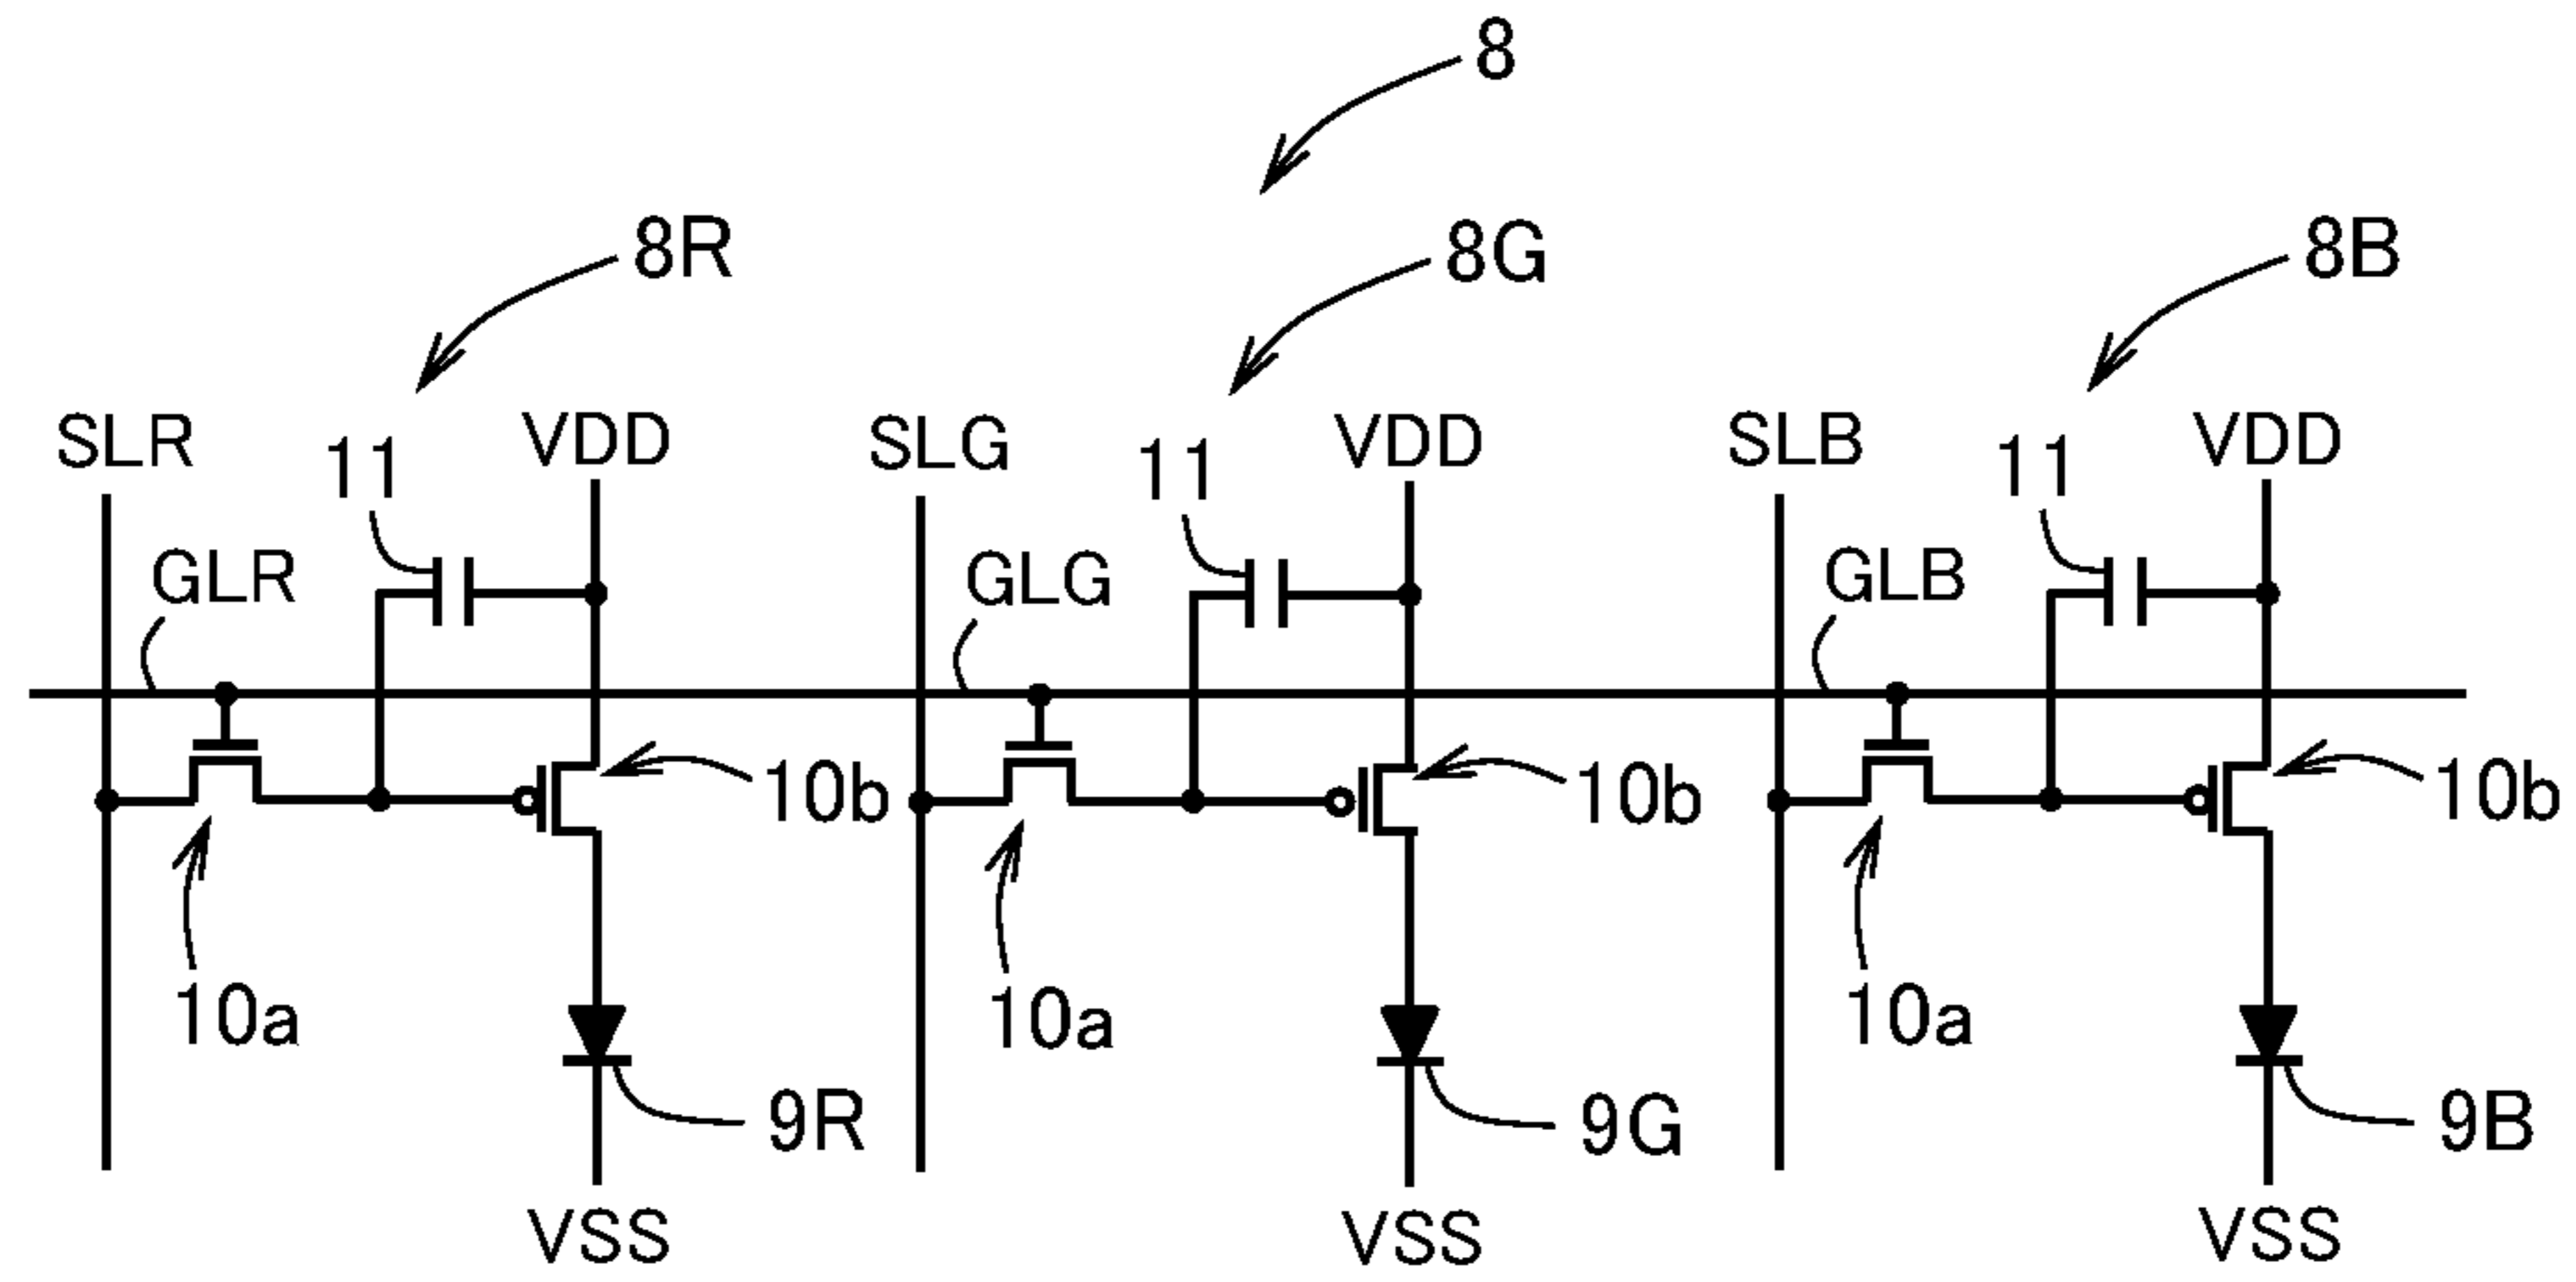 8
8R 8G 8B
SLR 11 VDD SLG 11 VDD SLB 11 VDD
GLR GLG GLB
10b 10b 10b
10a 10a 10a
9R 9G 9B
VSS VSS VSS